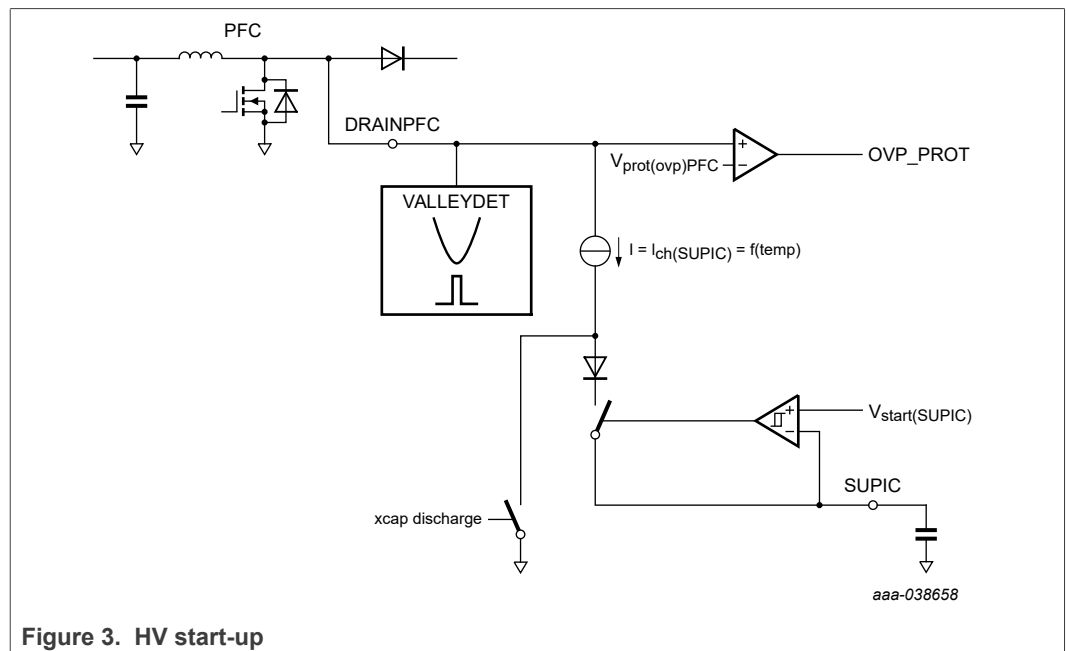 PFC
DRAINPFC
Vprot(ovp)PFC
+
−
OVP_PROT
VALLEYDET
I = Ich(SUPIC) = f(temp)
+
−
Vstart(SUPIC)
SUPIC
xcap discharge
aaa-038658
Figure 3. HV start-up